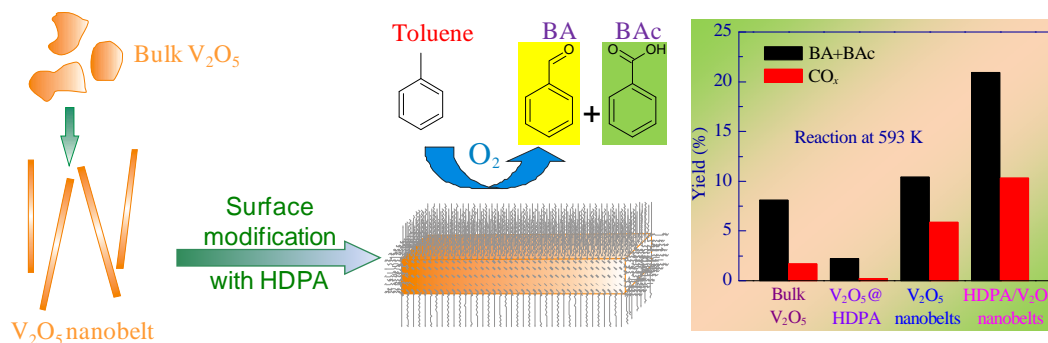 Bulk V₂O₅
V₂O₅ nanobelt
Surface
modification
with HDPA
Toluene
BA
BAc
O
O
OH
+
O₂
25
20
15
10
5
0
Yield (%)
BA+BAc
COₓ
Reaction at 593 K
Bulk
V₂O₅
V₂O₅@
HDPA
V₂O₅
nanobelts
HDPA/V₂O
nanobelts